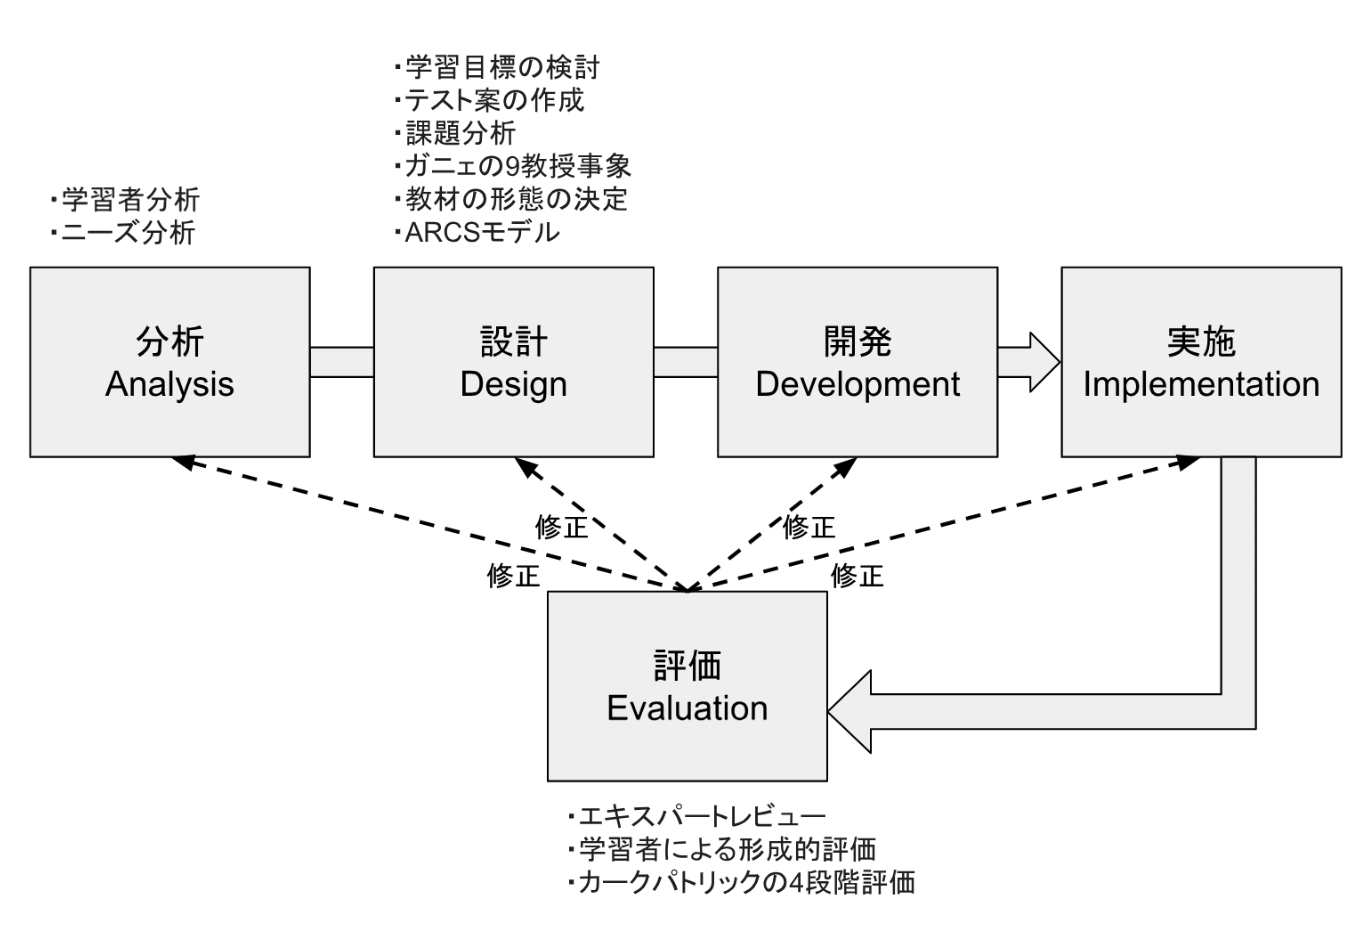 ・学習目標の検討
・テスト案の作成
・課題分析
・ガニェの9教授事象
・教材の形態の決定
・ARCSモデル
・学習者分析
・ニーズ分析
分析
Analysis
設計
Design
開発
Development
実施
Implementation
修正
修正
修正
修正
評価
Evaluation
・エキスパートレビュー
・学習者による形成的評価
・カークパトリックの4段階評価